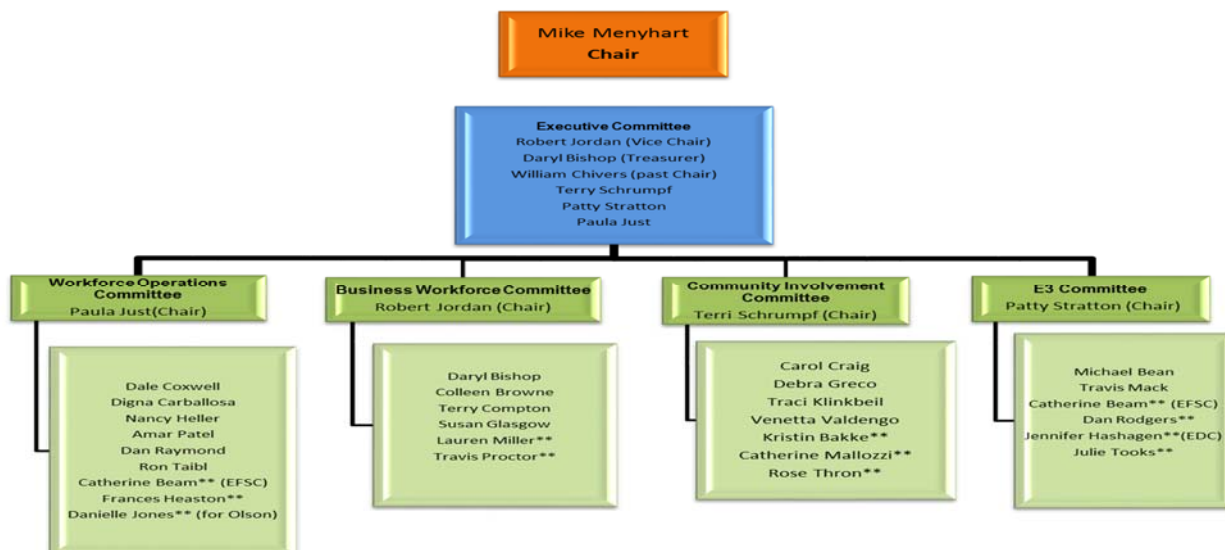 Mike Menyhart
Chair
Executive Committee
Robert Jordan (Vice Chair)
Daryl Bishop (Treasurer)
William Chivers (past Chair)
Terry Schrumpf
Patty Stratton
Paula Just
Workforce Operations
Committee
Paula Just(Chair)
Dale Coxwell
Digna Carballosa
Nancy Heller
Amar Patel
Dan Raymond
Ron Taibl
Catherine Beam** (EFSC)
Frances Heaston**
Danielle Jones** (for Olson)
Business Workforce Committee
Robert Jordan (Chair)
Daryl Bishop
Colleen Browne
Terry Compton
Susan Glasgow
Lauren Miller**
Travis Proctor**
Community Involvement
Committee
Terri Schrumpf (Chair)
Carol Craig
Debra Greco
Traci Klinkbeil
Venetta Valdengo
Kristin Bakke**
Catherine Mallozzi**
Rose Thron**
E3 Committee
Patty Stratton (Chair)
Michael Bean
Travis Mack
Catherine Beam** (EFSC)
Dan Rodgers**
Jennifer Hashagen**(EDC)
Julie Tooks**